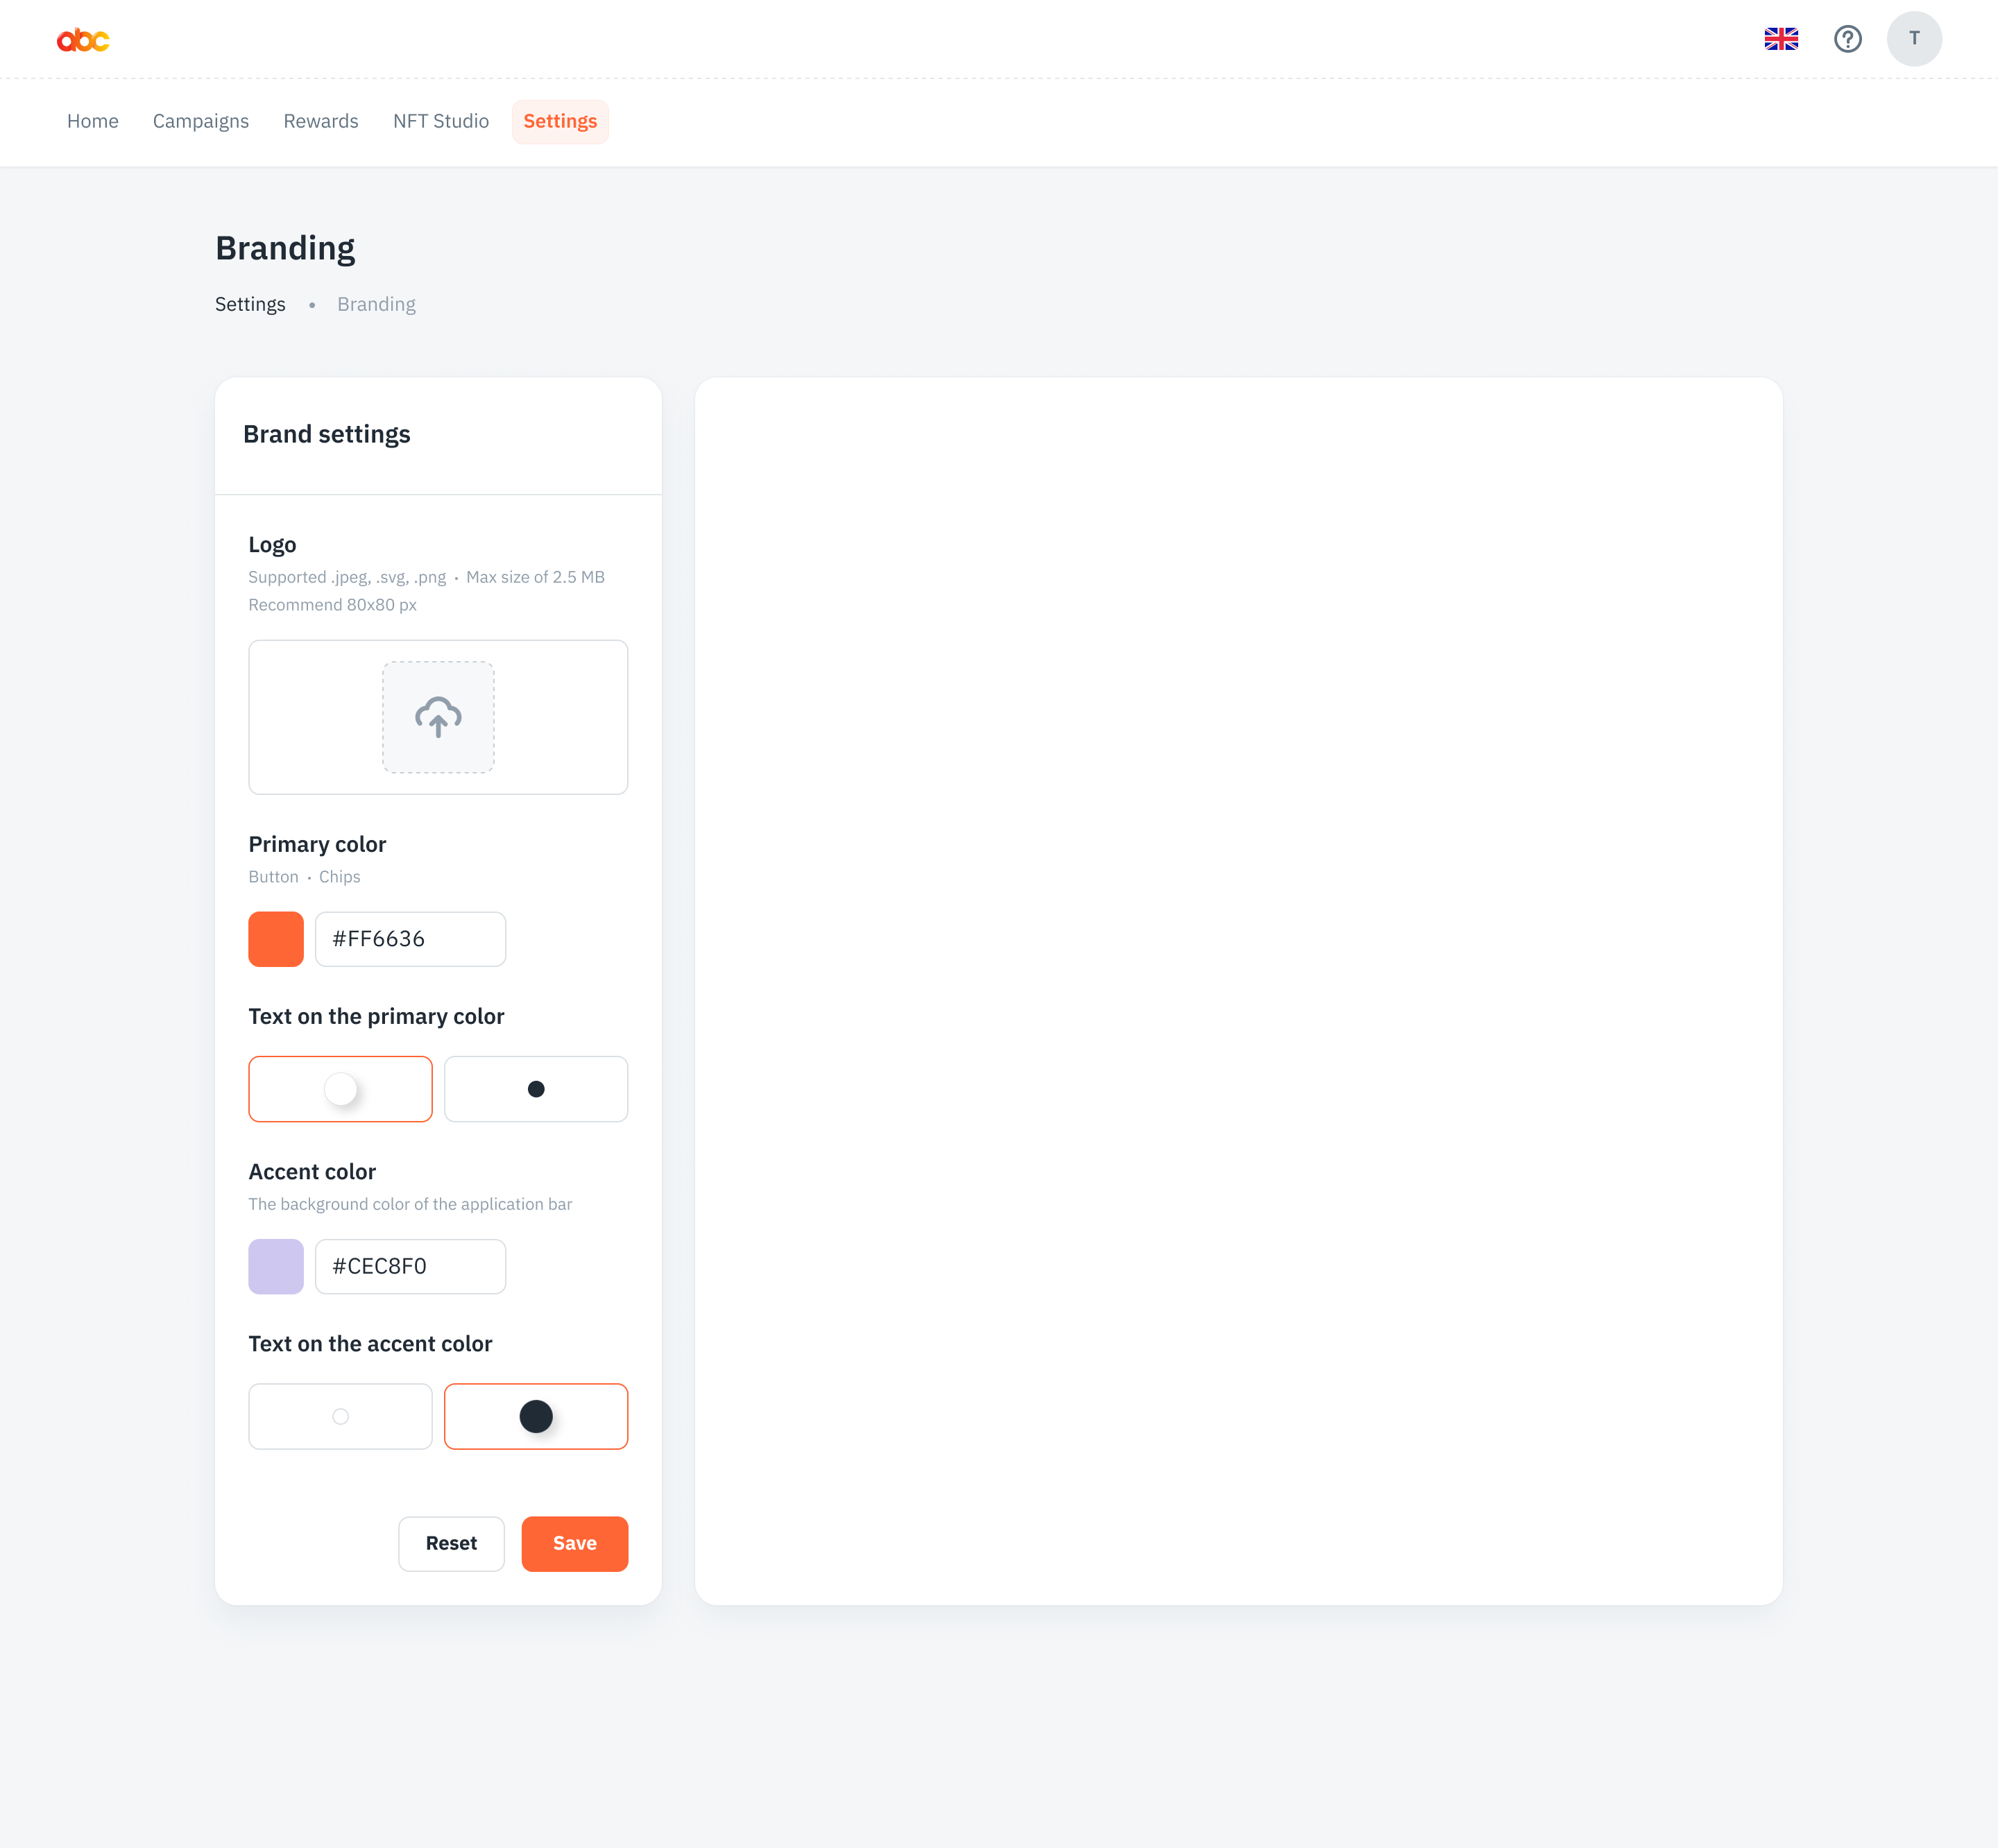 abc
T
Home Campaigns Rewards NFT Studio Settings
Branding
Settings • Branding
Brand settings
Logo
Supported .jpeg, .svg, .png • Max size of 2.5 MB
Recommend 80x80 px
Primary color
Button • Chips
#FF6636
Text on the primary color
Accent color
The background color of the application bar
#CEC8F0
Text on the accent color
Reset Save